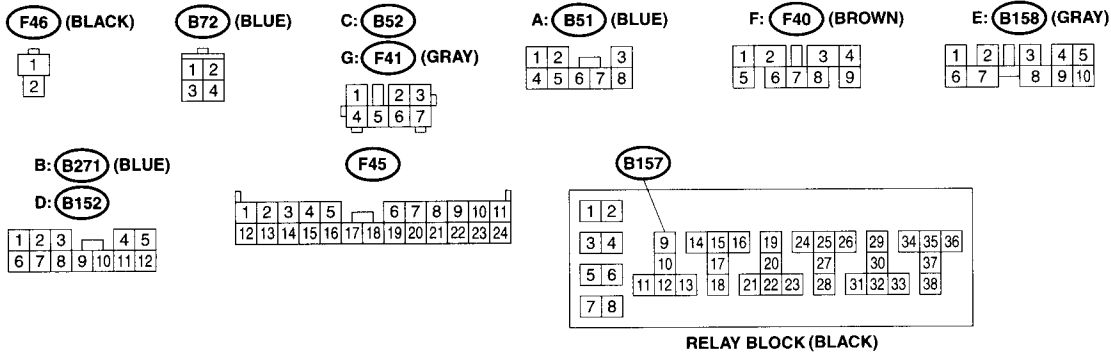 F46 (BLACK)
B72 (BLUE)
C: B52
G: F41 (GRAY)
A: B51 (BLUE)
F: F40 (BROWN)
E: B158 (GRAY)
1
2
1 2
3 4
1 2 3
4 5 6 7
1 2 3
4 5 6 7 8
1 2 3 4
5 6 7 8 9
1 2 3 4 5
6 7 8 9 10
B: B271 (BLUE)
D: B152
F45
B157
1 2 3 4 5
6 7 8 9 10 11 12
1 2 3 4 5 6 7 8 9 10 11
12 13 14 15 16 17 18 19 20 21 22 23 24
1 2
3 4 9 14 15 16 19 24 25 26 29 34 35 36
10 17 20 27 30 37
5 6
11 12 13 18 21 22 23 28 31 32 33 38
7 8
RELAY BLOCK (BLACK)